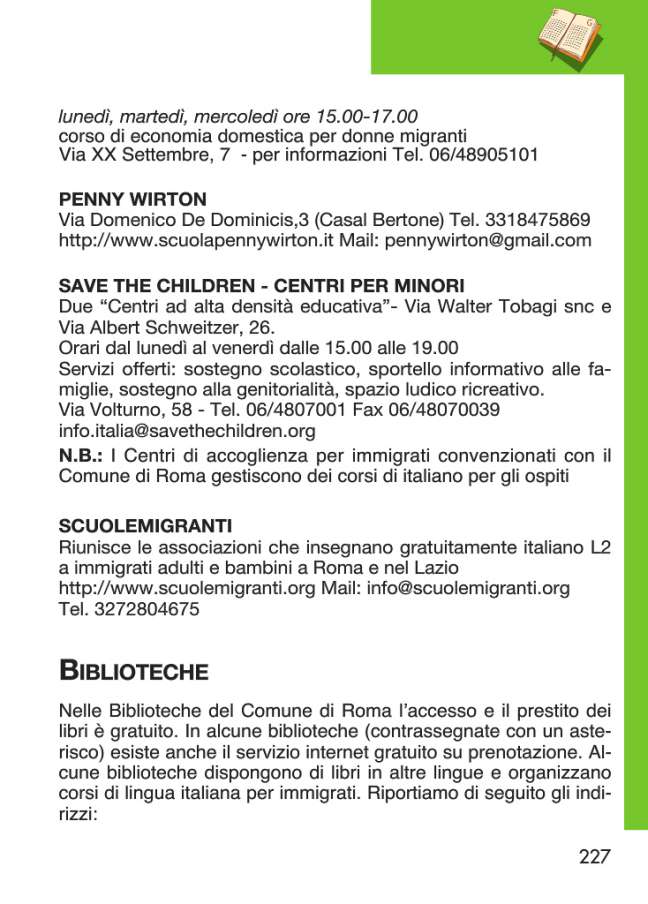 F
G
lunedì, martedì, mercoledì ore 15.00-17.00
corso di economia domestica per donne migranti
Via XX Settembre, 7 - per informazioni Tel. 06/48905101
PENNY WIRTON
Via Domenico De Dominicis,3 (Casal Bertone) Tel. 3318475869
http://www.scuolapennywirton.it Mail: pennywirton@gmail.com
SAVE THE CHILDREN - CENTRI PER MINORI
Due “Centri ad alta densità educativa”- Via Walter Tobagi snc e
Via Albert Schweitzer, 26.
Orari dal lunedì al venerdì dalle 15.00 alle 19.00
Servizi offerti: sostegno scolastico, sportello informativo alle fa-
miglie, sostegno alla genitorialità, spazio ludico ricreativo.
Via Volturno, 58 - Tel. 06/4807001 Fax 06/48070039
info.italia@savethechildren.org
N.B.: I Centri di accoglienza per immigrati convenzionati con il
Comune di Roma gestiscono dei corsi di italiano per gli ospiti
SCUOLEMIGRANTI
Riunisce le associazioni che insegnano gratuitamente italiano L2
a immigrati adulti e bambini a Roma e nel Lazio
http://www.scuolemigranti.org Mail: info@scuolemigranti.org
Tel. 3272804675
BIBLIOTECHE
Nelle Biblioteche del Comune di Roma l’accesso e il prestito dei
libri è gratuito. In alcune biblioteche (contrassegnate con un aste-
risco) esiste anche il servizio internet gratuito su prenotazione. Al-
cune biblioteche dispongono di libri in altre lingue e organizzano
corsi di lingua italiana per immigrati. Riportiamo di seguito gli indi-
rizzi:
227